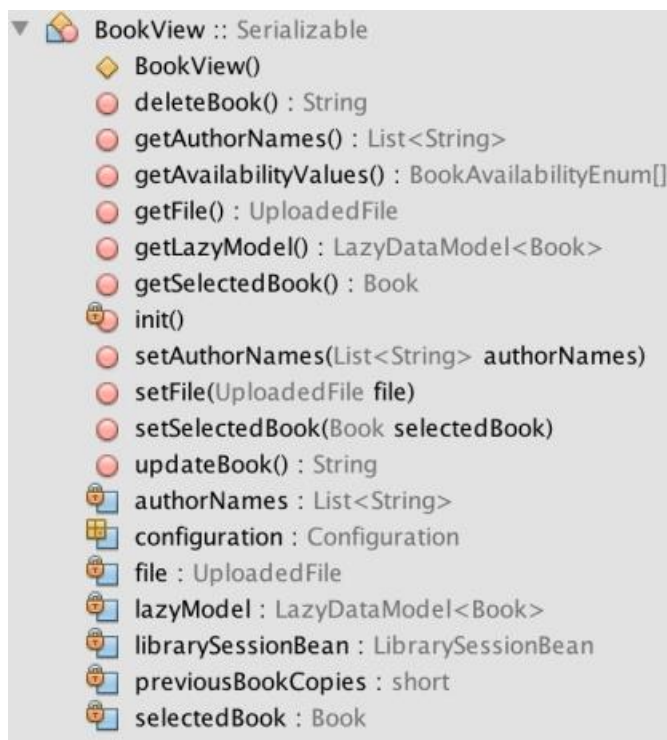 BookView :: Serializable
BookView()
deleteBook() : String
getAuthorNames() : List<String>
getAvailabilityValues() : BookAvailabilityEnum[]
getFile() : UploadedFile
getLazyModel() : LazyDataModel<Book>
getSelectedBook() : Book
init()
setAuthorNames(List<String> authorNames)
setFile(UploadedFile file)
setSelectedBook(Book selectedBook)
updateBook() : String
authorNames : List<String>
configuration : Configuration
file : UploadedFile
lazyModel : LazyDataModel<Book>
librarySessionBean : LibrarySessionBean
previousBookCopies : short
selectedBook : Book